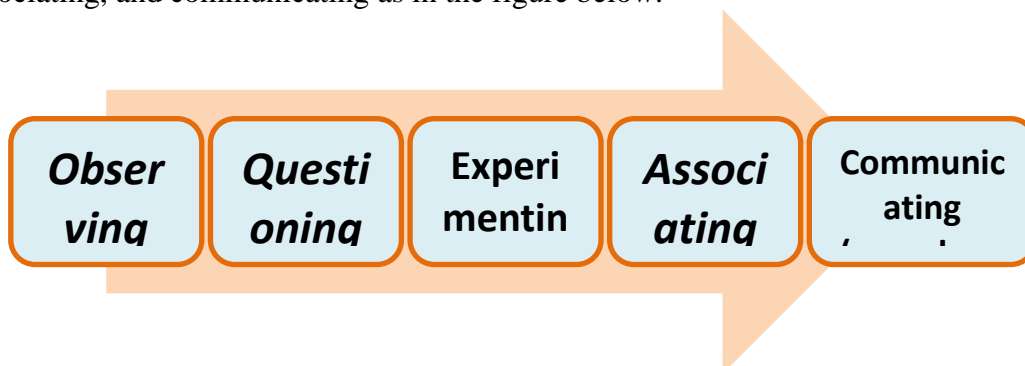 ociating, and communicating as in the figure below:
Obser
ving
Questi
oning
Experi
mentin
Associ
ating
Communic
ating